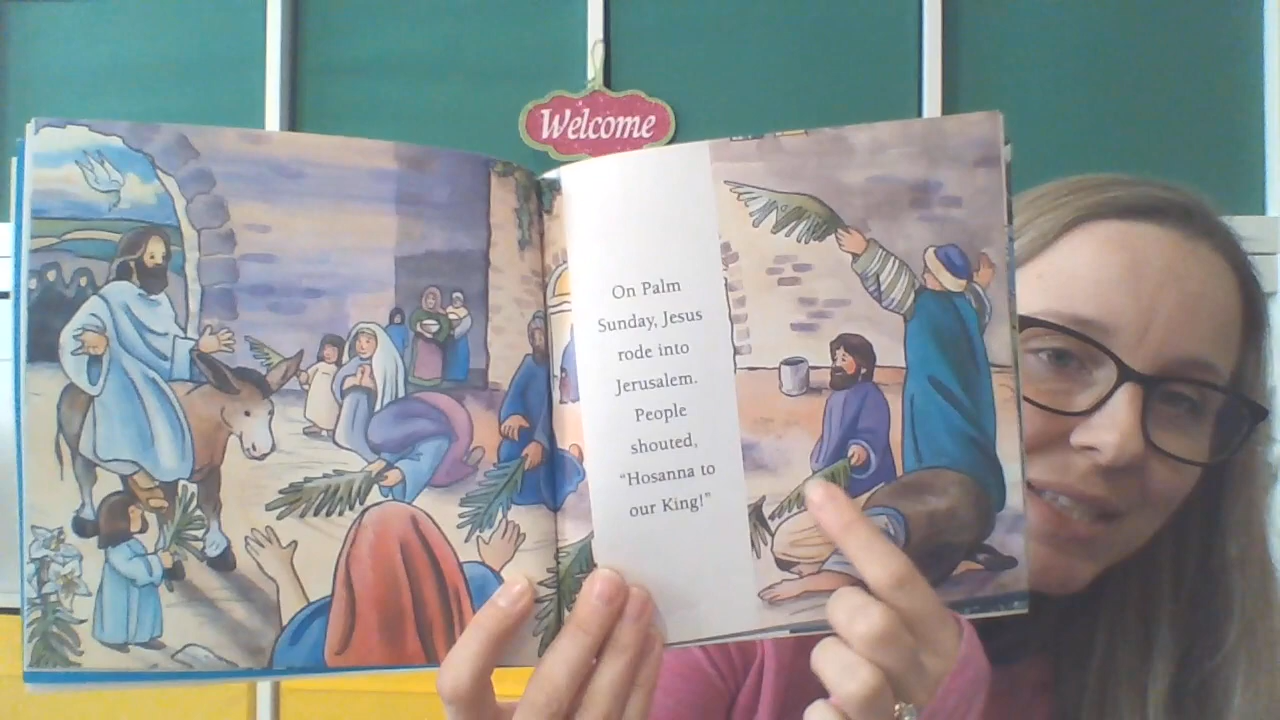 Welcome
On Palm
Sunday, Jesus
rode into
Jerusalem.
People
shouted,
"Hosanna to
our King!"